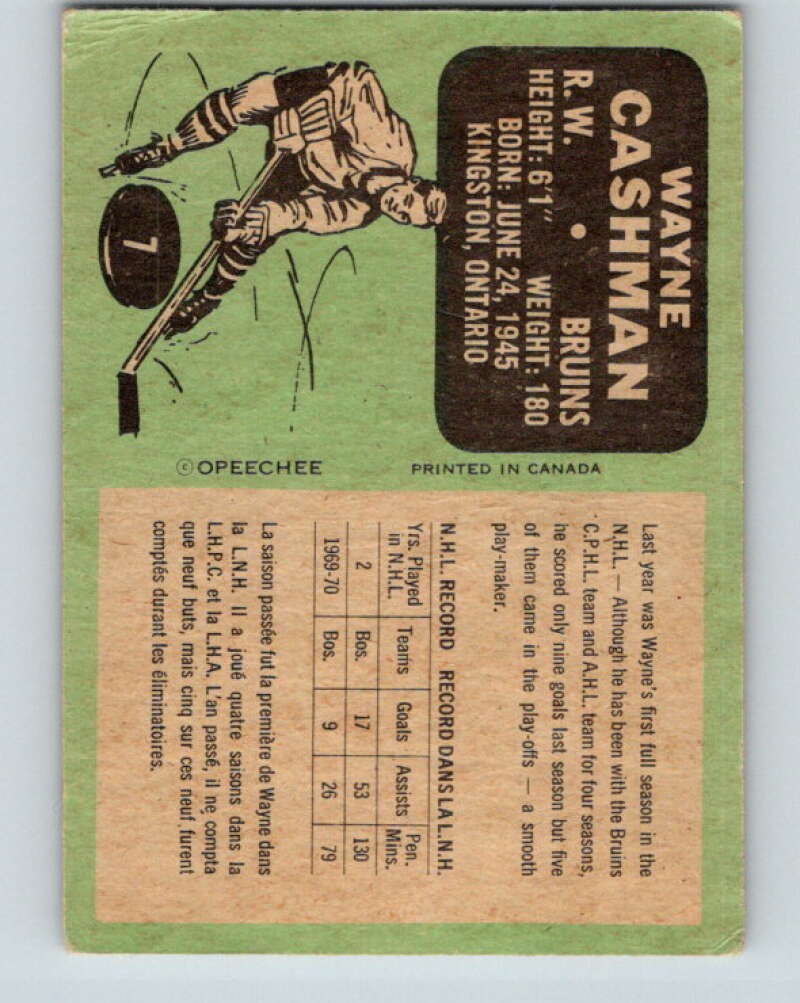 WAYNE
CASHMAN
R. W. • BRUINS
HEIGHT: 6'1" WEIGHT: 180
BORN: JUNE 24, 1945
KINGSTON, ONTARIO
7
© OPEECHEE PRINTED IN CANADA
Last year was Wayne's first full season in the
N.H.L. — Although he has been with the Bruins
C.P.H.L. team and A.H.L. team for four seasons,
he scored only nine goals last season but five
of them came in the play-offs — a smooth
play-maker.
N.H.L. RECORD RECORD DANS LA L.N.H.
Yrs. Played in N.H.L. Teams Goals Assists Pen. Mins.
2 Bos. 17 53 130
1969-70 Bos. 9 26 79
La saison passée fut la première de Wayne dans
la L.N.H. Il a joué quatre saisons dans la
L.H.P.C. et la L.H.A. L'an passé, il ne compta
que neuf buts, mais cinq sur ces neuf furent
comptés durant les éliminatoires.